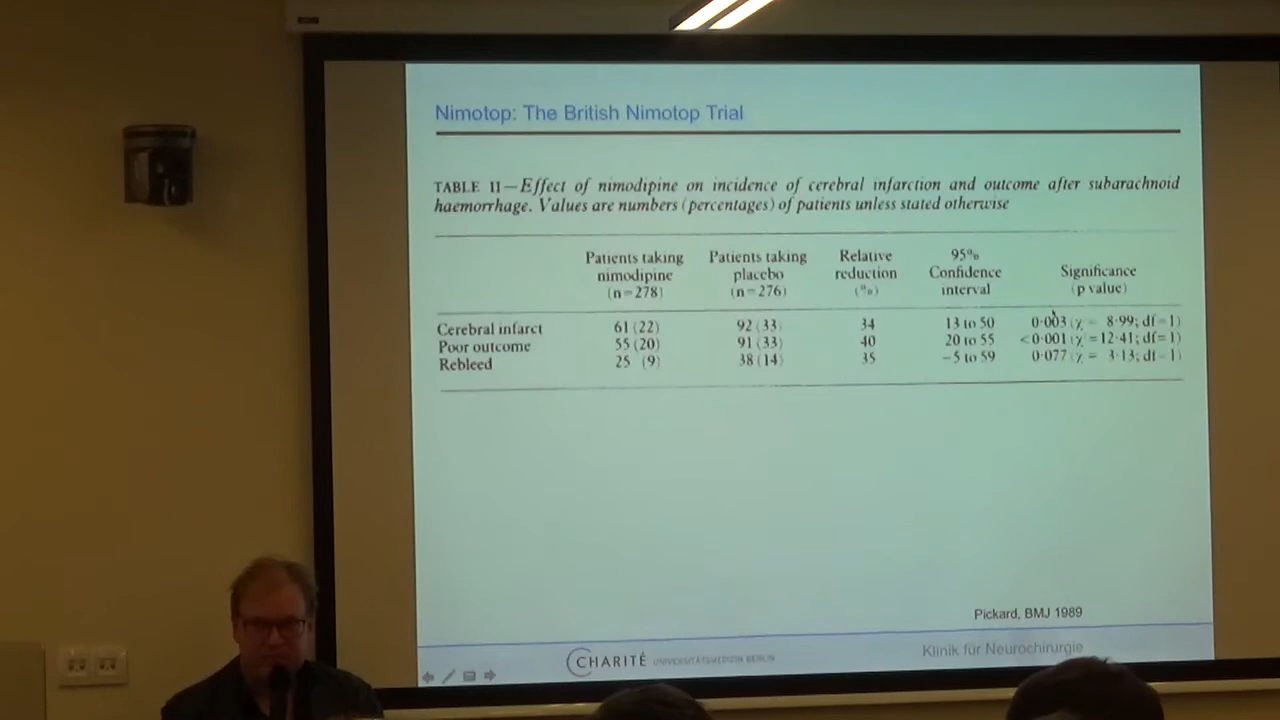 Nimotop: The British Nimotop Trial
TABLE II—Effect of nimodipine on incidence of cerebral infarction and outcome after subarachnoid
haemorrhage. Values are numbers (percentages) of patients unless stated otherwise
Patients taking nimodipine (n=278) Patients taking placebo (n=276) Relative reduction (%) 95% Confidence interval Significance (p value)
Cerebral infarct 61 (22) 92 (33) 34 13 to 50 0·003 (χ = 8·99; df=1)
Poor outcome 55 (20) 91 (33) 40 20 to 55 <0·001 (χ =12·41; df=1)
Rebleed 25 (9) 38 (14) 35 −5 to 59 0·077 (χ = 3·13; df=1)
Pickard, BMJ 1989
CHARITÉ UNIVERSITÄTSMEDIZIN BERLIN
Klinik für Neurochirurgie